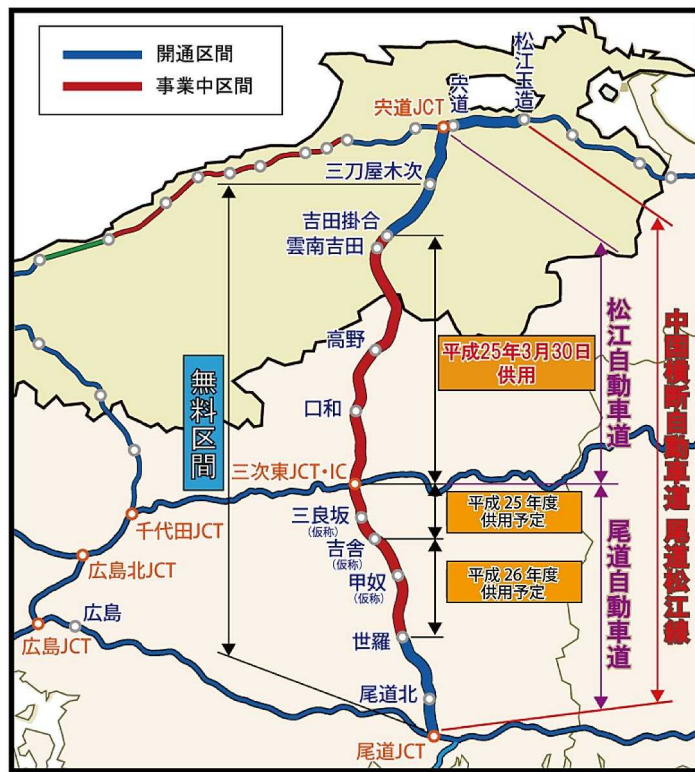 開通区間
事業中区間
松江玉造
宍道
宍道JCT
三刀屋木次
吉田掛合
雲南吉田
高野
口和
三次東JCT・IC
三良坂
(仮称)
吉舎
(仮称)
甲奴
(仮称)
世羅
尾道北
尾道JCT
千代田JCT
広島北JCT
広島
広島JCT
無料区間
平成25年3月30日
供用
平成25年度
供用予定
平成26年度
供用予定
松江自動車道
尾道自動車道
中国横断自動車道 尾道松江線